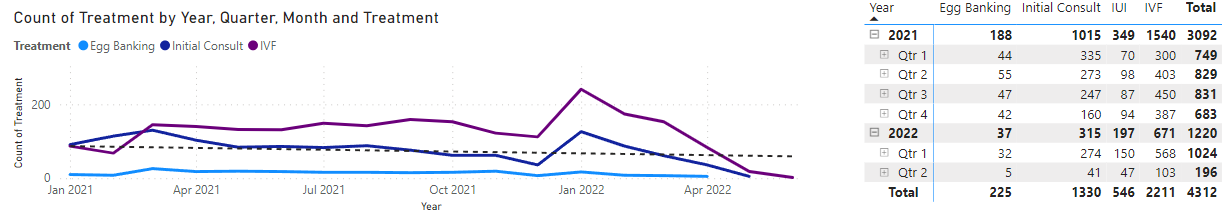 Count of Treatment by Year, Quarter, Month and Treatment
Treatment Egg Banking Initial Consult IVF
Count of Treatment
200
0
Jan 2021 Apr 2021 Jul 2021 Oct 2021 Jan 2022 Apr 2022
Year
Year Egg Banking Initial Consult IUI IVF Total
2021 188 1015 349 1540 3092
Qtr 1 44 335 70 300 749
Qtr 2 55 273 98 403 829
Qtr 3 47 247 87 450 831
Qtr 4 42 160 94 387 683
2022 37 315 197 671 1220
Qtr 1 32 274 150 568 1024
Qtr 2 5 41 47 103 196
Total 225 1330 546 2211 4312